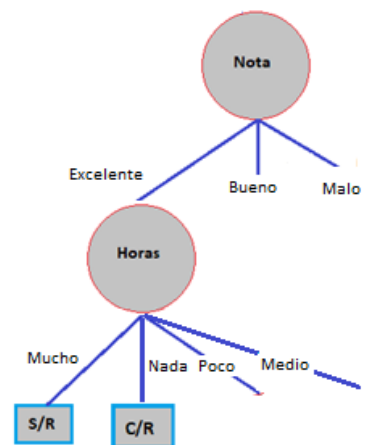 Nota
Excelente
Bueno
Malo
Horas
Mucho
Nada
Poco
Medio
S/R
C/R